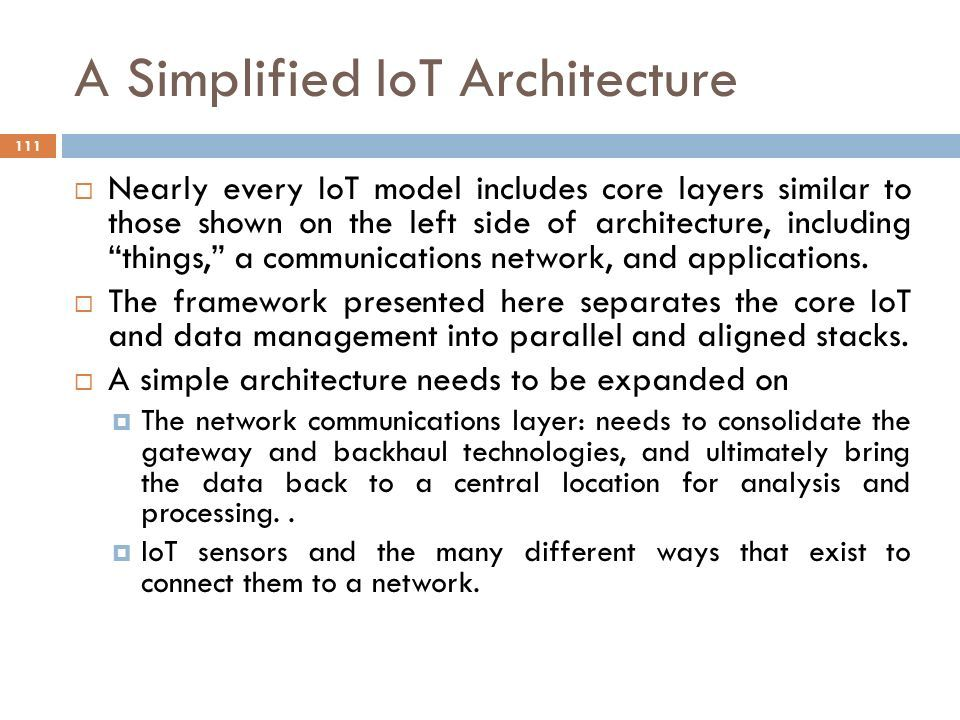 A Simplified IoT Architecture
111
Nearly every IoT model includes core layers similar to
those shown on the left side of architecture, including
“things,” a communications network, and applications.
The framework presented here separates the core IoT
and data management into parallel and aligned stacks.
A simple architecture needs to be expanded on
The network communications layer: needs to consolidate the
gateway and backhaul technologies, and ultimately bring
the data back to a central location for analysis and
processing. .
IoT sensors and the many different ways that exist to
connect them to a network.